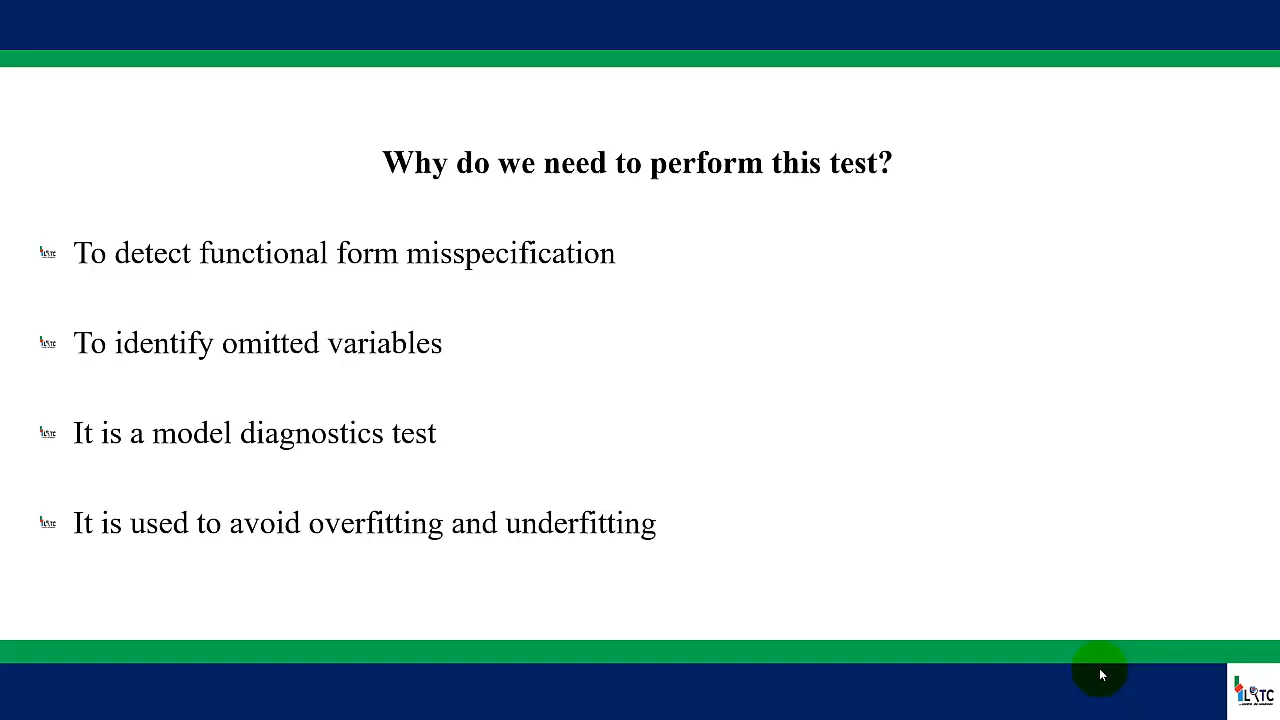 Why do we need to perform this test?
To detect functional form misspecification
To identify omitted variables
It is a model diagnostics test
It is used to avoid overfitting and underfitting